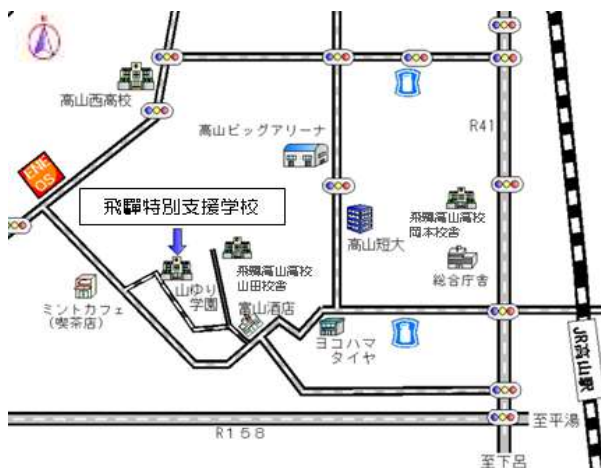 高山西高校
R41
高山ビッグアリーナ
ENE
OS
飛騨特別支援学校
飛騨高山高校
岡本校舎
高山短大
飛騨高山高校
山田校舎
総合庁舎
山ゆり
学園
ミントカフェ
(喫茶店)
富山酒店
ヨコハマ
タイヤ
JR高山駅
至平湯
R158
至下呂